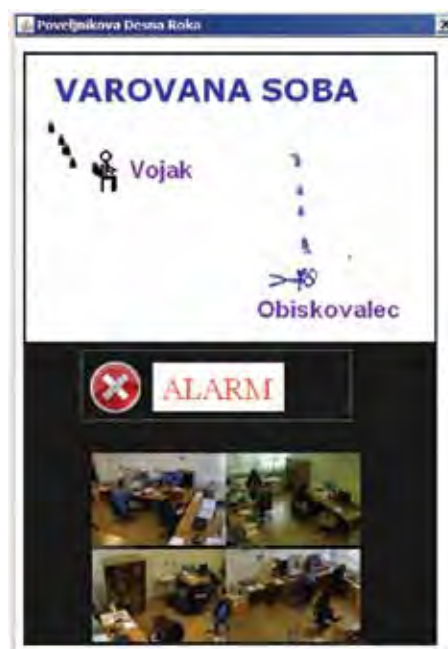 Poveljnikova Desna Roka
VAROVANA SOBA
Vojak
Obiskovalec
ALARM